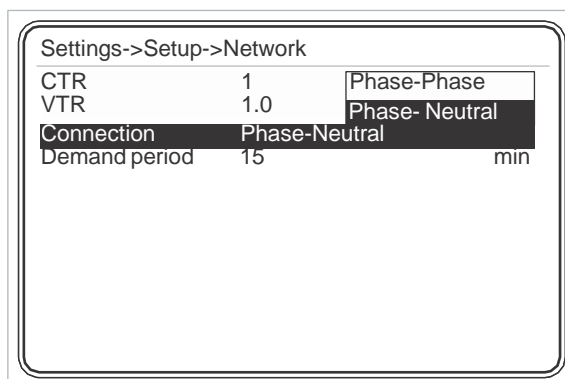 Settings->Setup->Network
CTR 1 Phase-Phase
VTR 1.0 Phase- Neutral
Connection Phase-Neutral
Demand period 15 min